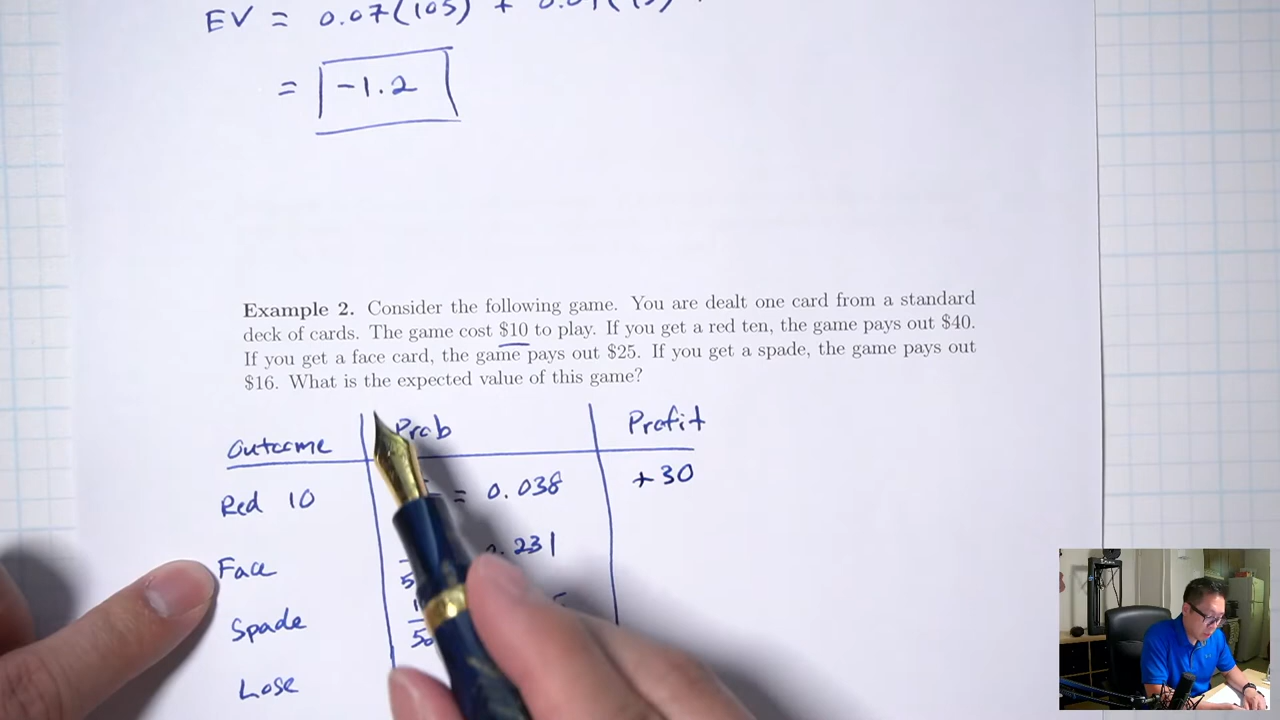 EV = 0.07(105) +
= -1.2
Example 2. Consider the following game. You are dealt one card from a standard
deck of cards. The game cost $10 to play. If you get a red ten, the game pays out $40.
If you get a face card, the game pays out $25. If you get a spade, the game pays out
$16. What is the expected value of this game?
Outcome Prob Profit
Red 10 = 0.038 +30
Face .231
Spade
Lose